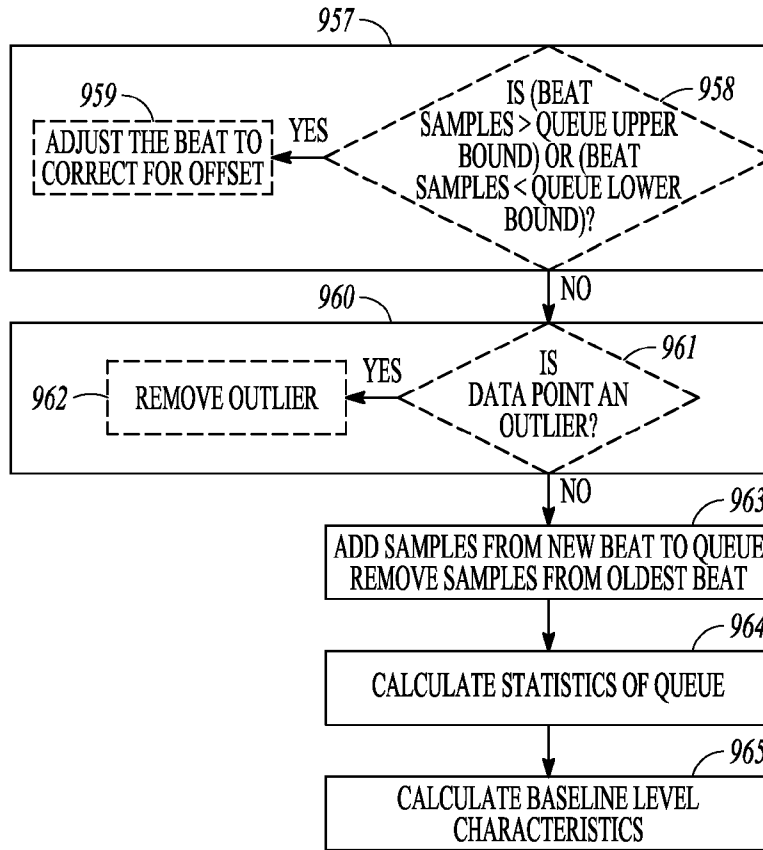 957
958
IS (BEAT
SAMPLES > QUEUE UPPER
BOUND) OR (BEAT
SAMPLES < QUEUE LOWER
BOUND)?
959
YES
ADJUST THE BEAT TO
CORRECT FOR OFFSET
NO
960
961
IS
DATA POINT AN
OUTLIER?
YES
962
REMOVE OUTLIER
NO
963
ADD SAMPLES FROM NEW BEAT TO QUEUE
REMOVE SAMPLES FROM OLDEST BEAT
964
CALCULATE STATISTICS OF QUEUE
965
CALCULATE BASELINE LEVEL
CHARACTERISTICS